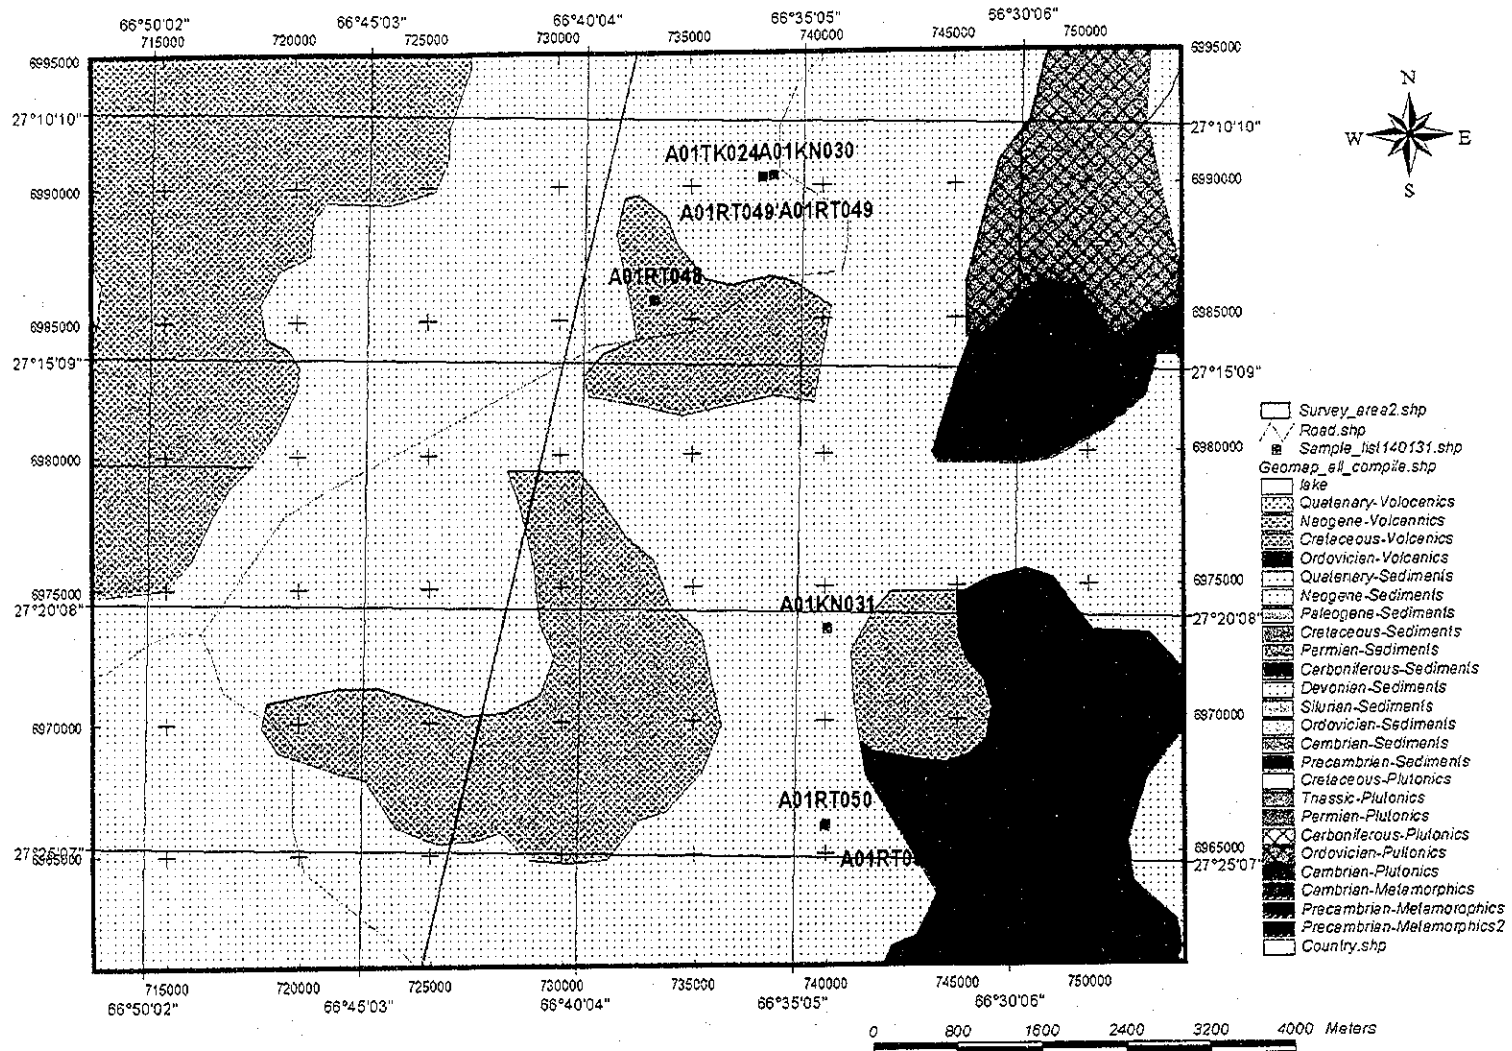 66°50'02" 66°45'03" 66°40'04" 66°35'05" 66°30'06"
715000 720000 725000 730000 735000 740000 745000 750000
6995000 6395000
27°10'10" 27°10'10"
N
W E
S
A01TK024A01KN030
6990000 6990000
A01RT049'A01RT049
A01RT048
6985000 6985000
27°15'09" 27°15'09"
Survey_area2.shp
Road.shp
Sample_list140131.shp
Geomap_all_compile.shp
lake
Quatenary-Volocenics
Neogene-Volcannics
Cretaceous-Volcanics
Ordovician-Volcanics
Quatenary-Sediments
Neogene-Sediments
Paleogene-Sediments
Cretaceous-Sediments
Permian-Sediments
Carboniferous-Sediments
Devonian-Sediments
Silurian-Sediments
Ordovician-Sediments
Cambrian-Sediments
Precambrian-Sediments
Cretaceous-Plutonics
Triassic-Plutonics
Permian-Plutonics
Carboniferous-Plutonics
Ordovician-Pultonics
Cambrian-Plutonics
Cambrian-Metamorphics
Precambrian-Metamorophics
Precambrian-Metamorphics2
Country.shp
6980000 6980000
6975000 6975000
27°20'08" 27°20'08"
A01KN031
6970000 6970000
A01RT050
6965000 6965000
27°25'07" 27°25'07"
715000 720000 725000 730000 735000 740000 745000 750000
66°50'02" 66°45'03" 66°40'04" 66°35'05" 66°30'06"
0 800 1600 2400 3200 4000 Meters